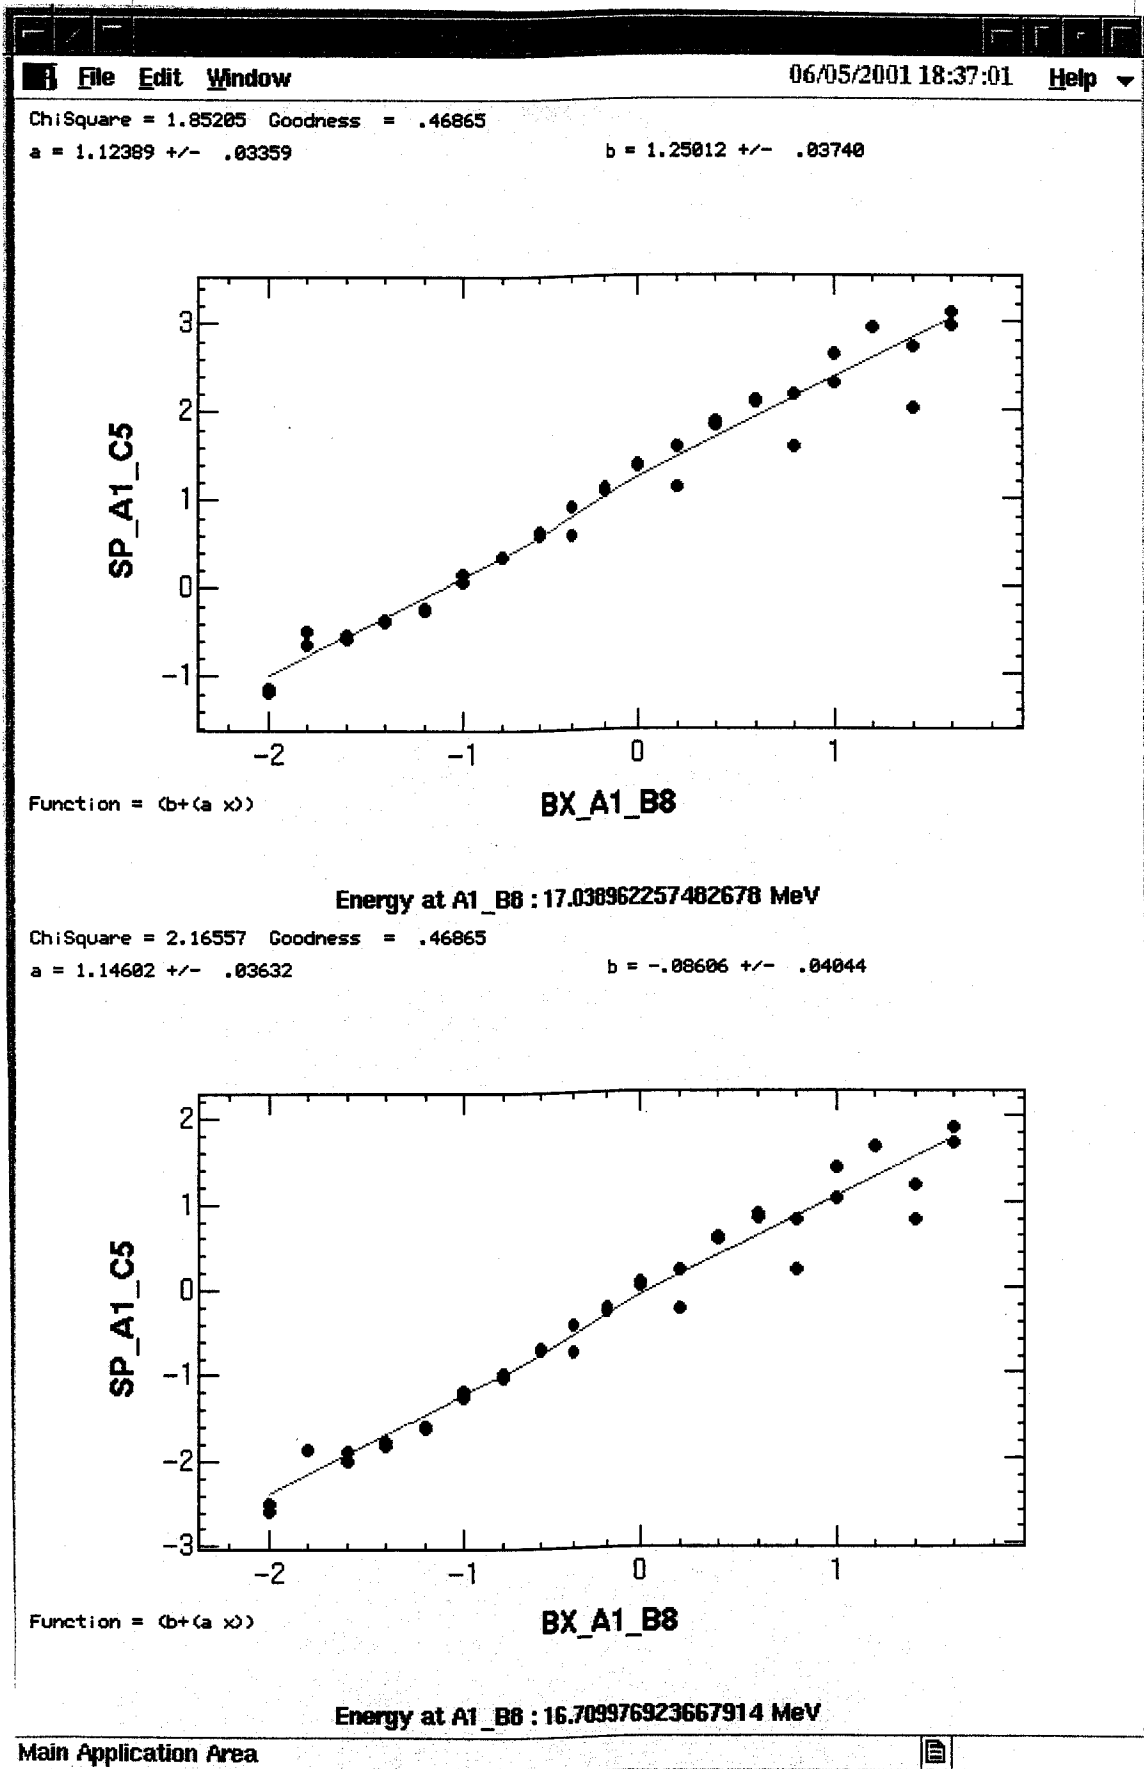 File Edit Window 06/05/2001 18:37:01 Help
ChiSquare = 1.85205 Goodness = .46865
a = 1.12389 +/- .03359 b = 1.25012 +/- .03740
3
2
1
0
-1
SP_A1_C5
-2 -1 0 1
Function = (b+(a x)) BX_A1_B8
Energy at A1_B8 : 17.038962257482678 MeV
ChiSquare = 2.16557 Goodness = .46865
a = 1.14602 +/- .03632 b = -.08606 +/- .04044
2
1
0
-1
-2
-3
SP_A1_C5
-2 -1 0 1
Function = (b+(a x)) BX_A1_B8
Energy at A1_B8 : 16.709976923667914 MeV
Main Application Area